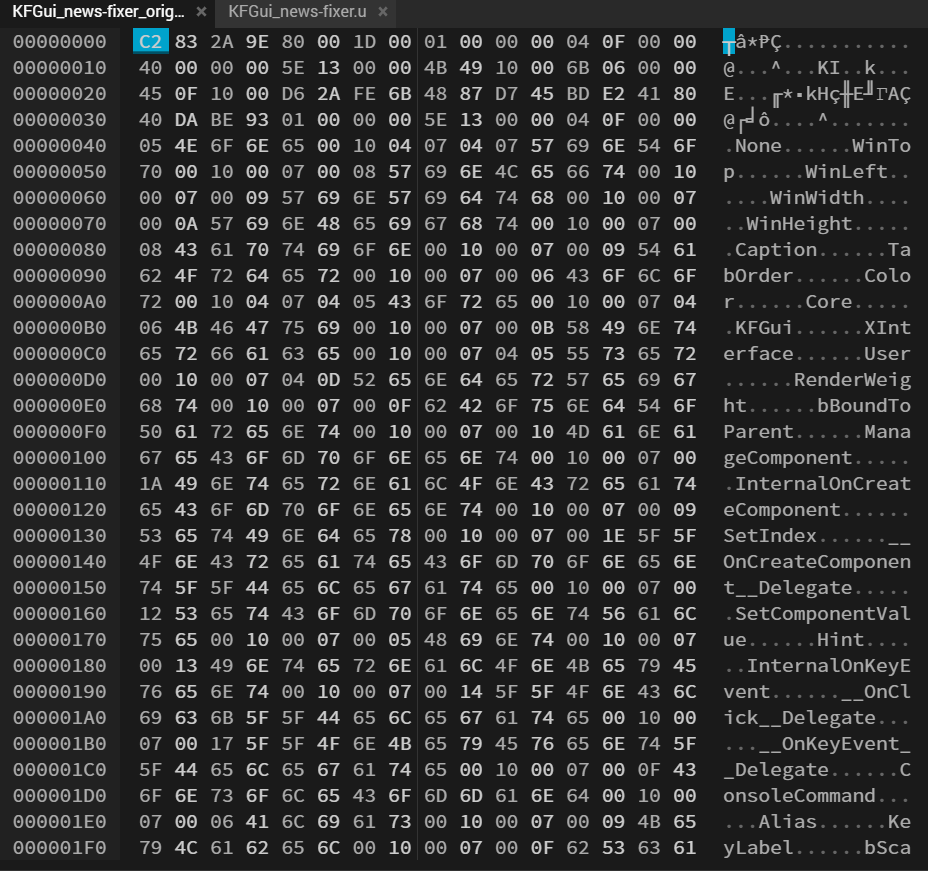 KFGui_news-fixer_orig... × KFGui_news-fixer.u ×
00000000 C2 83 2A 9E 80 00 1D 00 01 00 00 00 04 0F 00 00 ┬â*₧Ç...........
00000010 40 00 00 00 5E 13 00 00 4B 49 10 00 6B 06 00 00 @...^...KI..k...
00000020 45 0F 10 00 D6 2A FE 6B 48 87 D7 45 BD E2 41 80 E...╓*■kHç╫E╜ΓAÇ
00000030 40 DA BE 93 01 00 00 00 5E 13 00 00 04 0F 00 00 @┌╛ô....^.......
00000040 05 4E 6F 6E 65 00 10 04 07 04 07 57 69 6E 54 6F .None......WinTo
00000050 70 00 10 00 07 00 08 57 69 6E 4C 65 66 74 00 10 p......WinLeft..
00000060 00 07 00 09 57 69 6E 57 69 64 74 68 00 10 00 07 ....WinWidth....
00000070 00 0A 57 69 6E 48 65 69 67 68 74 00 10 00 07 00 ..WinHeight.....
00000080 08 43 61 70 74 69 6F 6E 00 10 00 07 00 09 54 61 .Caption......Ta
00000090 62 4F 72 64 65 72 00 10 00 07 00 06 43 6F 6C 6F bOrder......Colo
000000A0 72 00 10 04 07 04 05 43 6F 72 65 00 10 00 07 04 r......Core.....
000000B0 06 4B 46 47 75 69 00 10 00 07 00 0B 58 49 6E 74 .KFGui......XInt
000000C0 65 72 66 61 63 65 00 10 00 07 04 05 55 73 65 72 erface......User
000000D0 00 10 00 07 04 0D 52 65 6E 64 65 72 57 65 69 67 ......RenderWeig
000000E0 68 74 00 10 00 07 00 0F 62 42 6F 75 6E 64 54 6F ht......bBoundTo
000000F0 50 61 72 65 6E 74 00 10 00 07 00 10 4D 61 6E 61 Parent......Mana
00000100 67 65 43 6F 6D 70 6F 6E 65 6E 74 00 10 00 07 00 geComponent.....
00000110 1A 49 6E 74 65 72 6E 61 6C 4F 6E 43 72 65 61 74 .InternalOnCreat
00000120 65 43 6F 6D 70 6F 6E 65 6E 74 00 10 00 07 00 09 eComponent......
00000130 53 65 74 49 6E 64 65 78 00 10 00 07 00 1E 5F 5F SetIndex......__
00000140 4F 6E 43 72 65 61 74 65 43 6F 6D 70 6F 6E 65 6E OnCreateComponen
00000150 74 5F 5F 44 65 6C 65 67 61 74 65 00 10 00 07 00 t__Delegate.....
00000160 12 53 65 74 43 6F 6D 70 6F 6E 65 6E 74 56 61 6C .SetComponentVal
00000170 75 65 00 10 00 07 00 05 48 69 6E 74 00 10 00 07 ue......Hint....
00000180 00 13 49 6E 74 65 72 6E 61 6C 4F 6E 4B 65 79 45 ..InternalOnKeyE
00000190 76 65 6E 74 00 10 00 07 00 14 5F 5F 4F 6E 43 6C vent......__OnCl
000001A0 69 63 6B 5F 5F 44 65 6C 65 67 61 74 65 00 10 00 ick__Delegate...
000001B0 07 00 17 5F 5F 4F 6E 4B 65 79 45 76 65 6E 74 5F ...__OnKeyEvent_
000001C0 5F 44 65 6C 65 67 61 74 65 00 10 00 07 00 0F 43 _Delegate......C
000001D0 6F 6E 73 6F 6C 65 43 6F 6D 6D 61 6E 64 00 10 00 onsoleCommand...
000001E0 07 00 06 41 6C 69 61 73 00 10 00 07 00 09 4B 65 ...Alias......Ke
000001F0 79 4C 61 62 65 6C 00 10 00 07 00 0F 62 53 63 61 yLabel......bSca